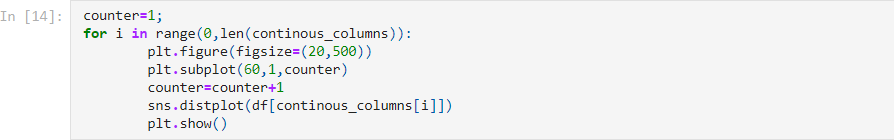 In [14]: counter=1;
for i in range(0,len(continous_columns)):
        plt.figure(figsize=(20,500))
        plt.subplot(60,1,counter)
        counter=counter+1
        sns.distplot(df[continous_columns[i]])
        plt.show()